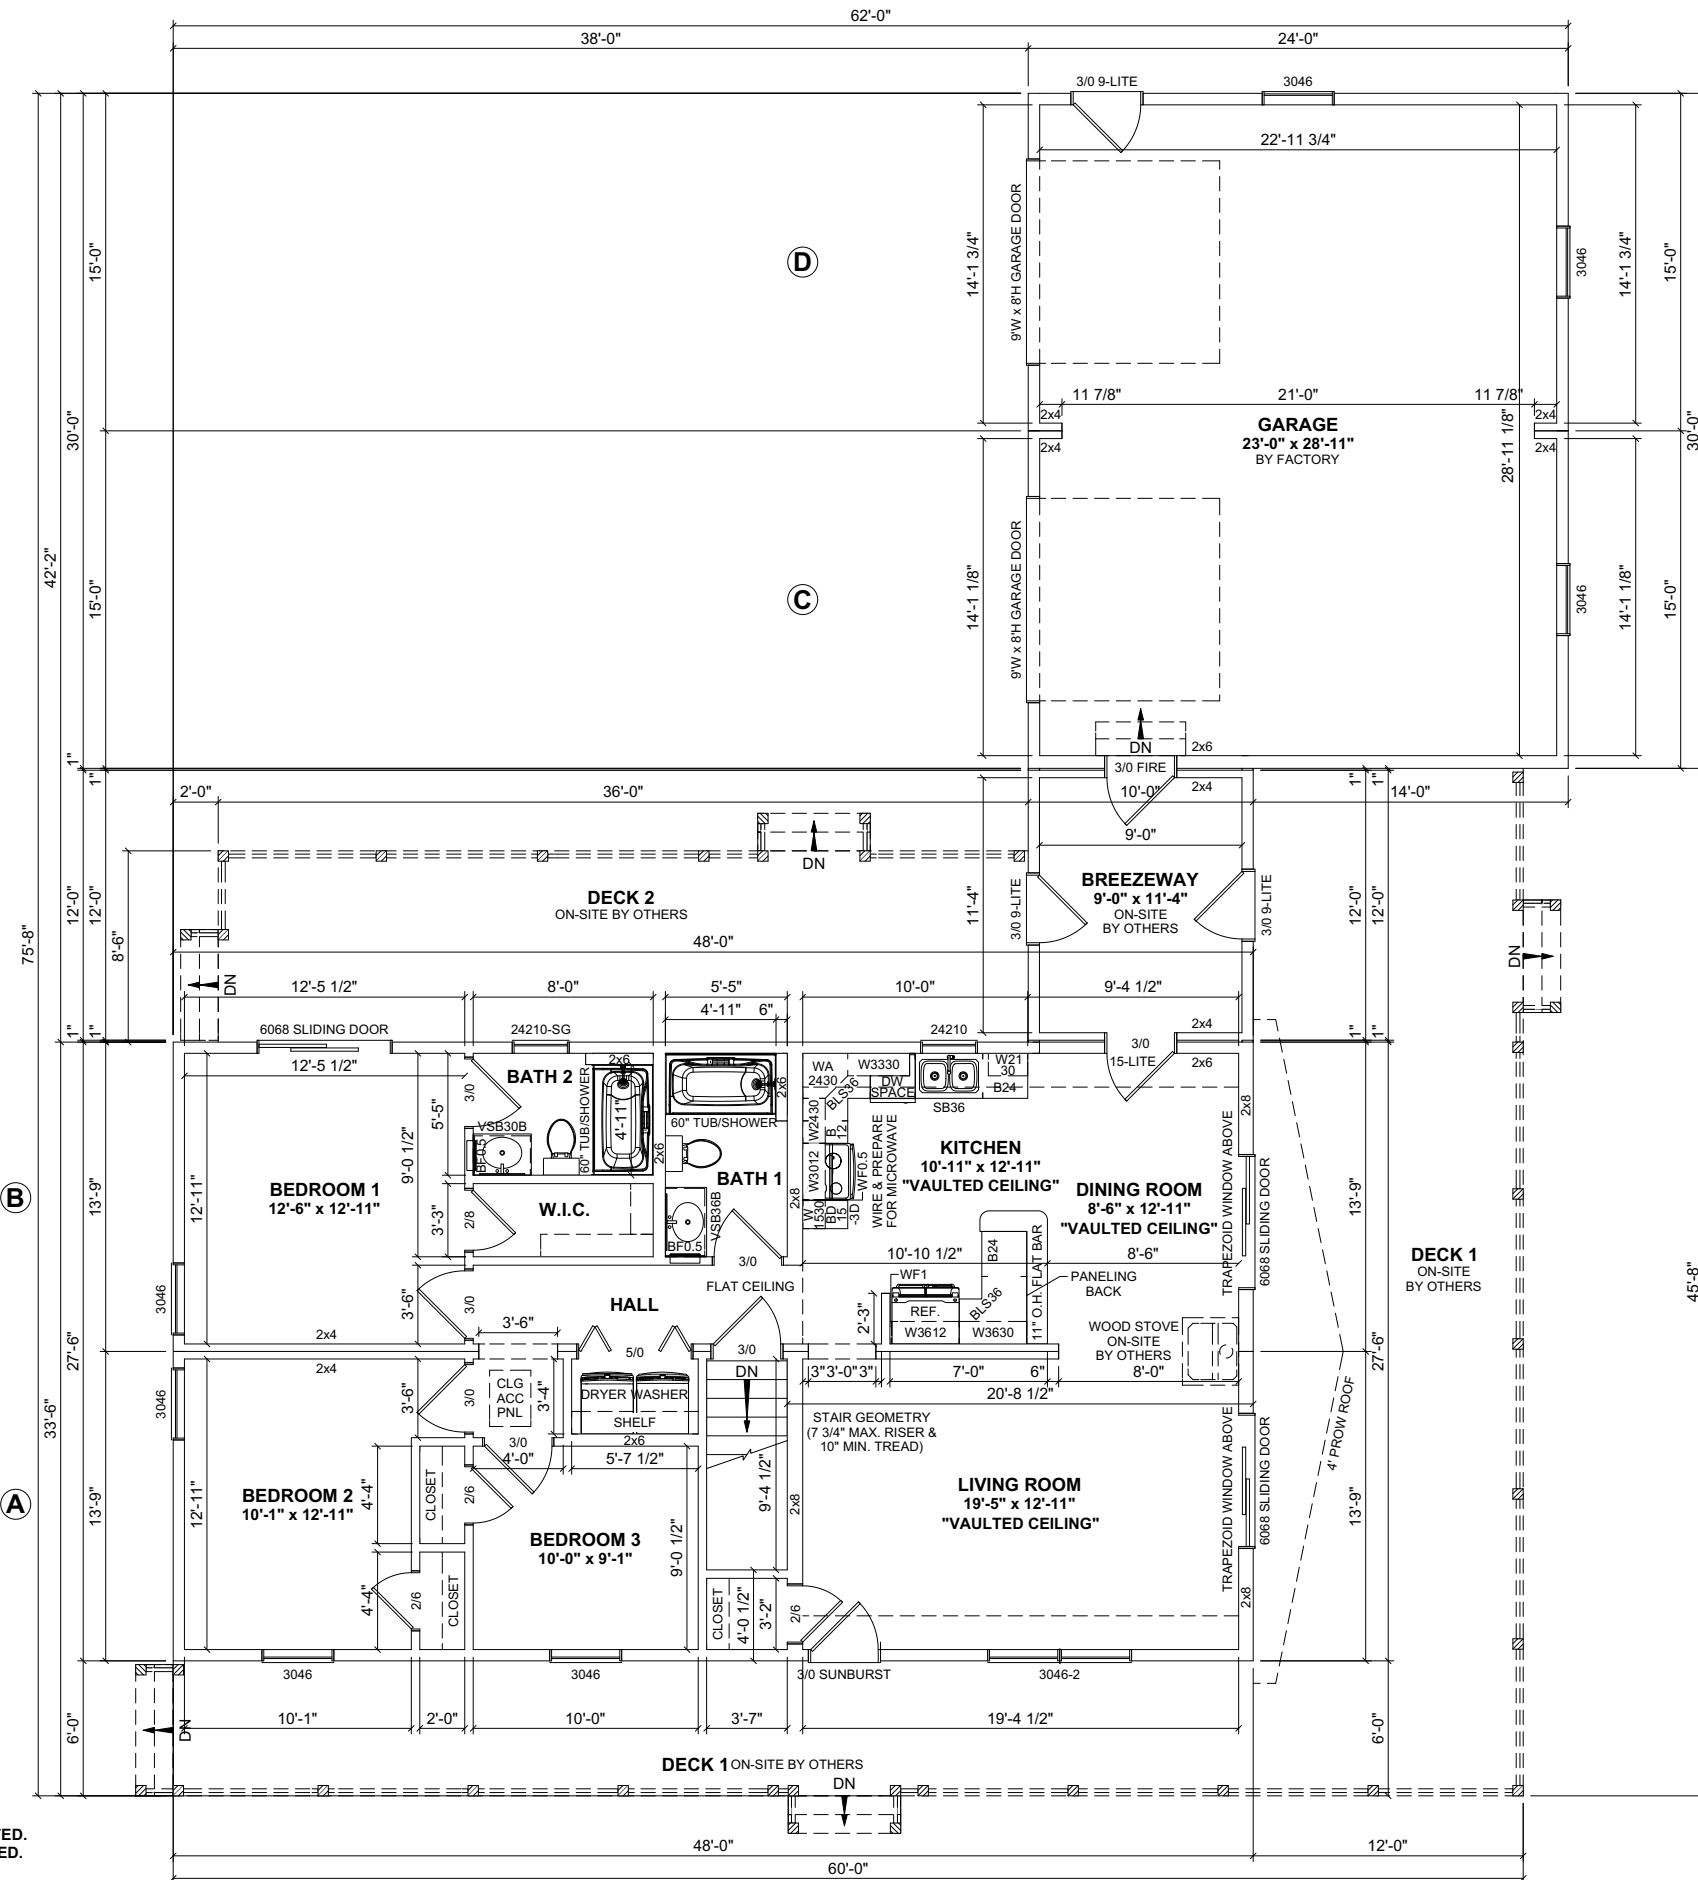 62'-0"
38'-0"
24'-0"
3/0 9-LITE
3046
22'-11 3/4"
15'-0"
14'-1 3/4"
9'W x 8'H GARAGE DOOR
D
3046
14'-1 3/4"
15'-0"
11 7/8"
21'-0"
11 7/8"
2x4
2x4
2x4
2x4
GARAGE
23'-0" x 28'-11"
BY FACTORY
28'-11 1/8"
30'-0"
30'-0"
42'-2"
15'-0"
14'-1 1/8"
9'W x 8'H GARAGE DOOR
C
3046
14'-1 1/8"
15'-0"
DN
2x6
3/0 FIRE
2x4
1"
1"
1"
1"
2'-0"
36'-0"
10'-0"
14'-0"
9'-0"
DN
DECK 2
ON-SITE BY OTHERS
BREEZEWAY
9'-0" x 11'-4"
ON-SITE
BY OTHERS
3/0 9-LITE
3/0 9-LITE
11'-4"
12'-0"
12'-0"
12'-0"
12'-0"
8'-6"
75'-8"
48'-0"
DN
DN
12'-5 1/2"
8'-0"
5'-5"
4'-11"
6"
10'-0"
9'-4 1/2"
1"
1"
1"
1"
6068 SLIDING DOOR
24210-SG
24210
2x4
3/0
15-LITE
2x6
12'-5 1/2"
BATH 2
2x6
3/0
5'-5"
9'-0 1/2"
VSB30B
BF0.5
60" TUB/SHOWER
4'-11"
2x6
60" TUB/SHOWER
2x6
BATH 1
VSB36B
BF0.5
3/0
WA
2430
W3330
DW
SPACE
BLS36
SB36
W21
30
B24
W2430
B
12
W3012
WF0.5
W
1530
BD
15
-3D
WIRE & PREPARE
FOR MICROWAVE
KITCHEN
10'-11" x 12'-11"
"VAULTED CEILING"
DINING ROOM
8'-6" x 12'-11"
"VAULTED CEILING"
2x8
2x8
TRAPEZOID WINDOW ABOVE
6068 SLIDING DOOR
B
13'-9"
12'-11"
BEDROOM 1
12'-6" x 12'-11"
3'-3"
2/8
W.I.C.
13'-9"
DECK 1
ON-SITE
BY OTHERS
45'-8"
10'-10 1/2"
8'-6"
WF1
B24
11" O.H. FLAT BAR
PANELING
BACK
REF.
BLS36
W3612
W3630
2'-3"
WOOD STOVE
ON-SITE
BY OTHERS
3046
3'-6"
3/0
HALL
FLAT CEILING
3'-6"
2x4
5/0
3/0
27'-6"
27'-6"
33'-6"
2x4
3046
3'-6"
3/0
CLG
ACC
PNL
3'-4"
DRYER
WASHER
SHELF
2x6
DN
3"
3'-0"
3"
7'-0"
6"
8'-0"
20'-8 1/2"
STAIR GEOMETRY
(7 3/4" MAX. RISER &
10" MIN. TREAD)
4' PROW ROOF
3/0
4'-0"
5'-7 1/2"
9'-4 1/2"
A
13'-9"
12'-11"
BEDROOM 2
10'-1" x 12'-11"
4'-4"
CLOSET
2/6
BEDROOM 3
10'-0" x 9'-1"
9'-0 1/2"
2x8
LIVING ROOM
19'-5" x 12'-11"
"VAULTED CEILING"
TRAPEZOID WINDOW ABOVE
6068 SLIDING DOOR
2x8
13'-9"
4'-4"
2/6
CLOSET
CLOSET
4'-0 1/2"
3'-2"
2/6
3046
3046
3/0 SUNBURST
3046-2
10'-1"
2'-0"
10'-0"
3'-7"
19'-4 1/2"
6'-0"
6'-0"
DN
DECK 1 ON-SITE BY OTHERS
DN
48'-0"
12'-0"
60'-0"